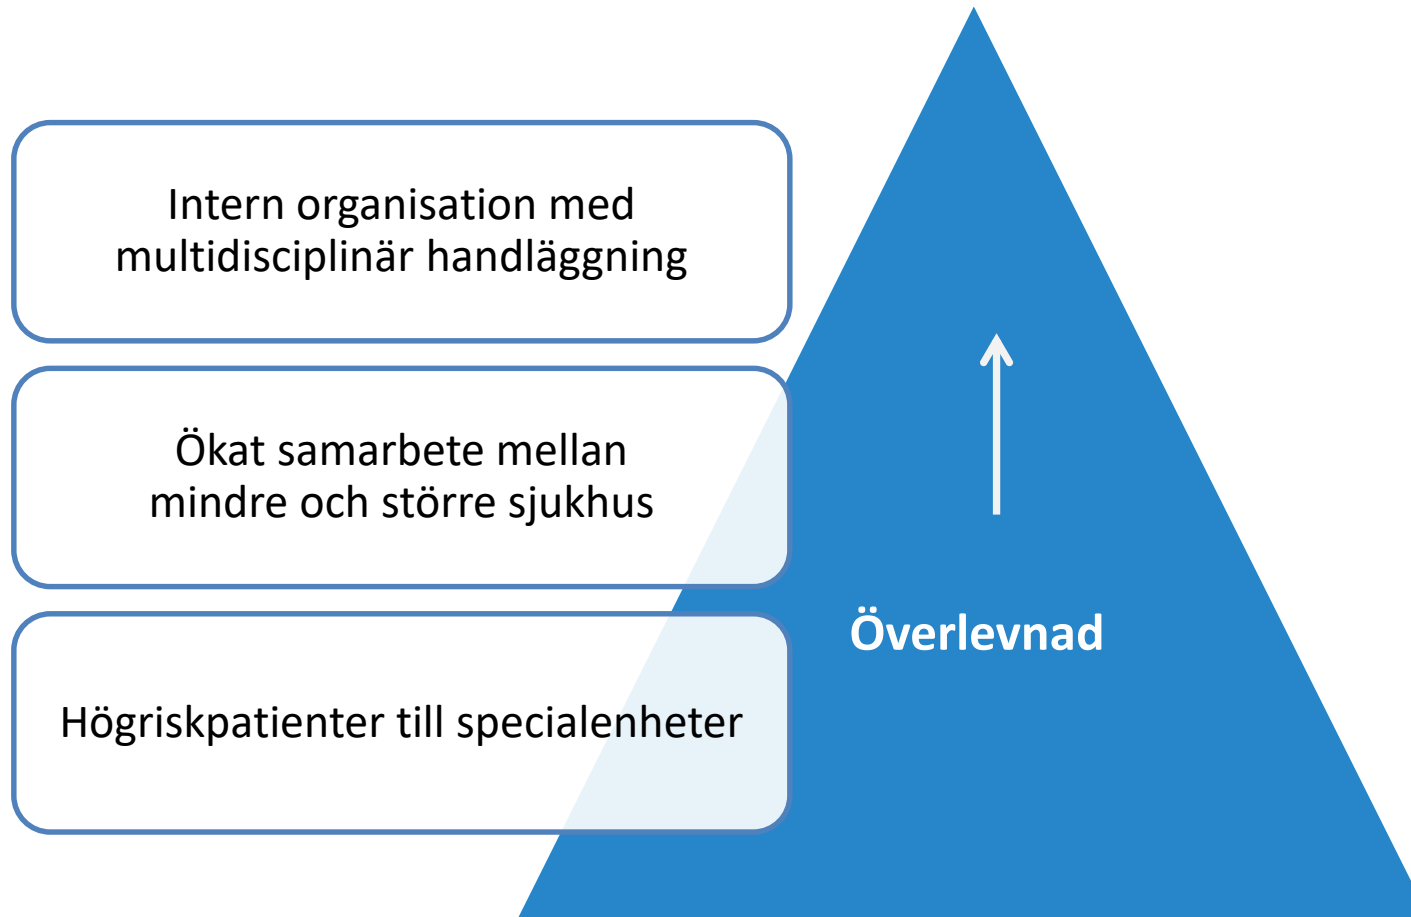 Intern organisation med
multidisciplinär handläggning
Ökat samarbete mellan
mindre och större sjukhus
Överlevnad
Högriskpatienter till specialenheter